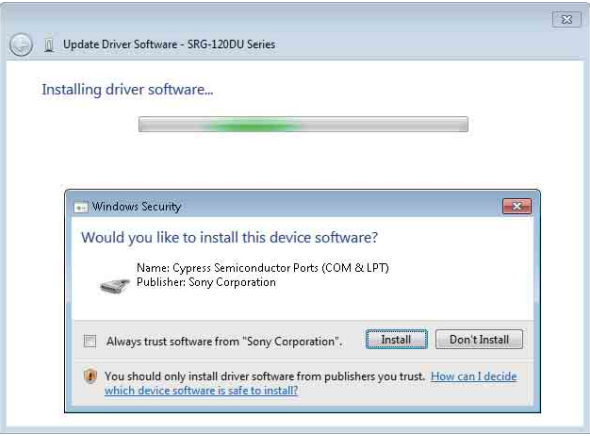 Update Driver Software - SRG-120DU Series
Installing driver software...
Windows Security
Would you like to install this device software?
Name: Cypress Semiconductor Ports (COM & LPT)
Publisher: Sony Corporation
Always trust software from "Sony Corporation".
Install
Don't Install
You should only install driver software from publishers you trust. How can I decide
which device software is safe to install?